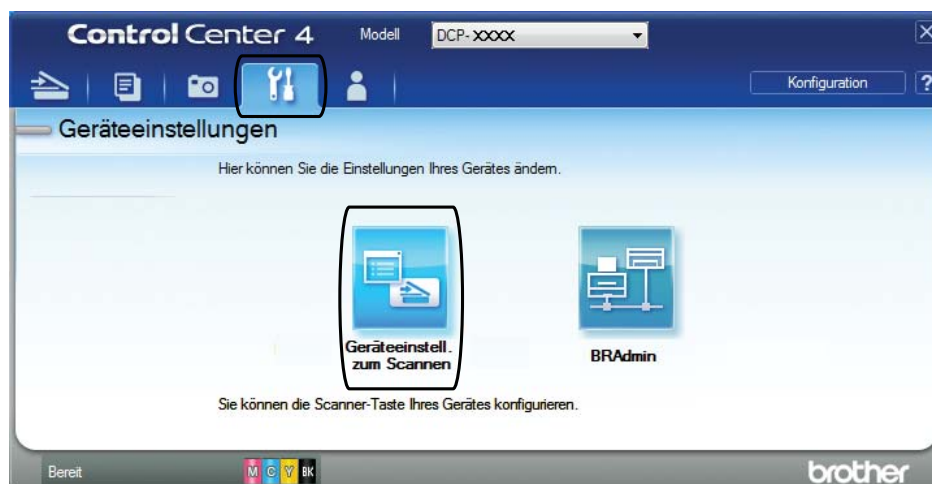 Control Center 4
Modell
DCP-XXXX
Konfiguration
?
Geräteeinstellungen
Hier können Sie die Einstellungen Ihres Gerätes ändern.
Geräteeinstell.
zum Scannen
BRAdmin
Sie können die Scanner-Taste Ihres Gerätes konfigurieren.
Bereit
M C Y BK
brother